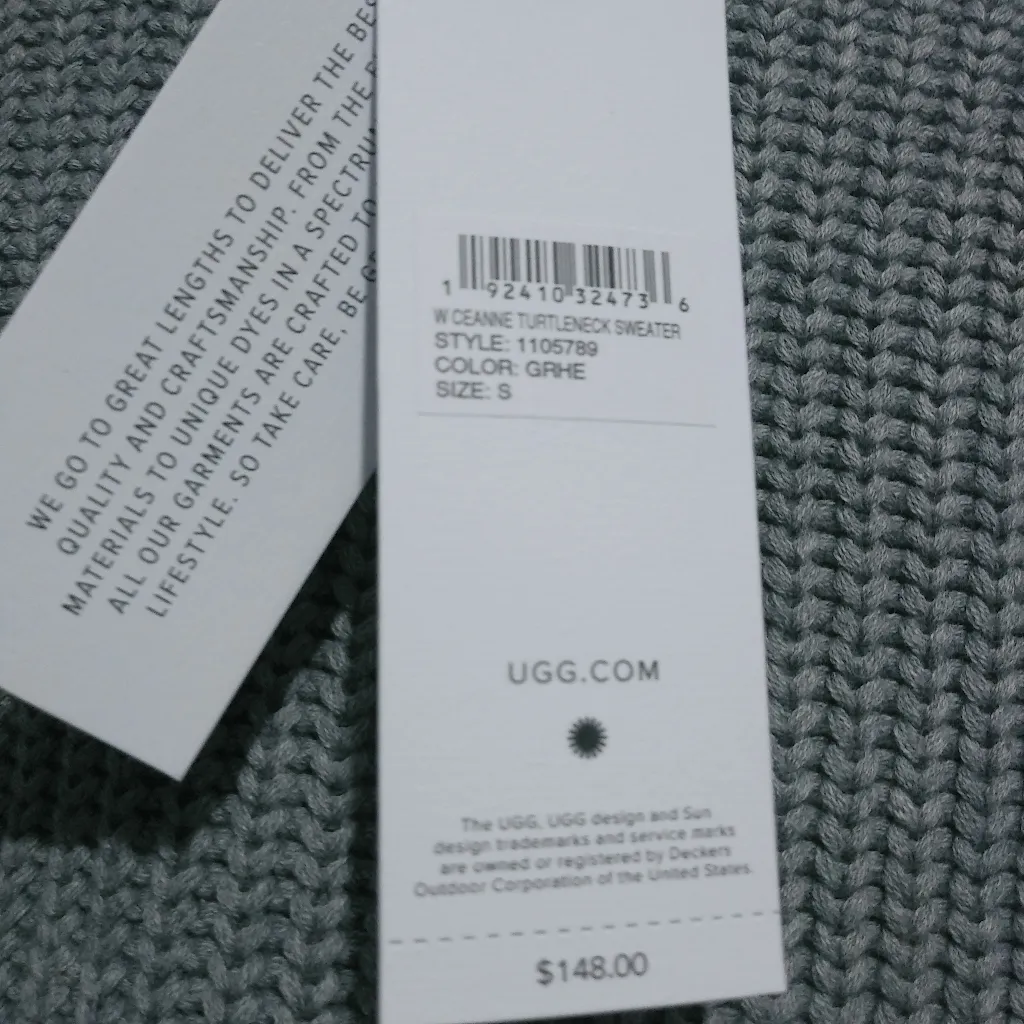 WE GO TO GREAT LENGTHS TO DELIVER THE
QUALITY AND CRAFTSMANSHIP. FROM THE
MATERIALS TO UNIQUE DYES IN A
ALL OUR GARMENTS ARE CRAFTED TO
LIFESTYLE. SO TAKE CARE. BE
1 92410 32473 6
W CEANNE TURTLENECK SWEATER
STYLE: 1105789
COLOR: GRHE
SIZE: S
UGG.COM
The UGG, UGG design and Sun
design trademarks and service marks
are owned or registered by Deckers
Outdoor Corporation of the United States.
$148.00